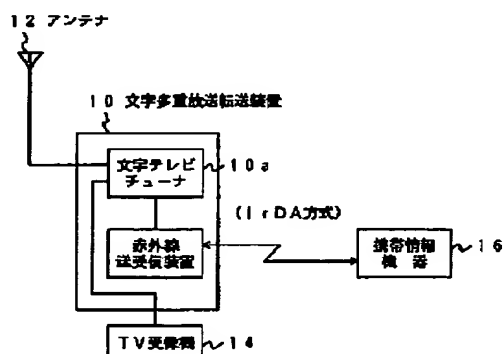 12 アンテナ
10 文字多重放送転送装置
文字テレビ
チューナ
10a
(IrDA方式)
赤外線
送受信装置
携帯情報
機器
16
TV受像機
14